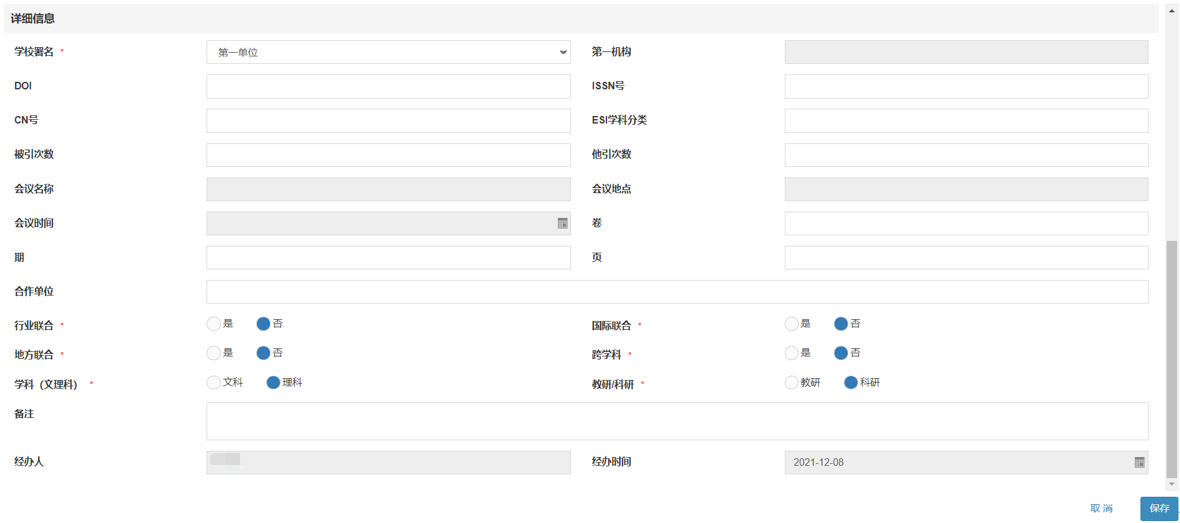 详细信息
学校署名 * 第一单位 第一机构
DOI ISSN号
CN号 ESI学科分类
被引次数 他引次数
会议名称 会议地点
会议时间 卷
期 页
合作单位
行业联合 * 是 否 国际联合 * 是 否
地方联合 * 是 否 跨学科 * 是 否
学科（文理科） * 文科 理科 教研/科研 * 教研 科研
备注
经办人 经办时间 2021-12-08
取 消 保存